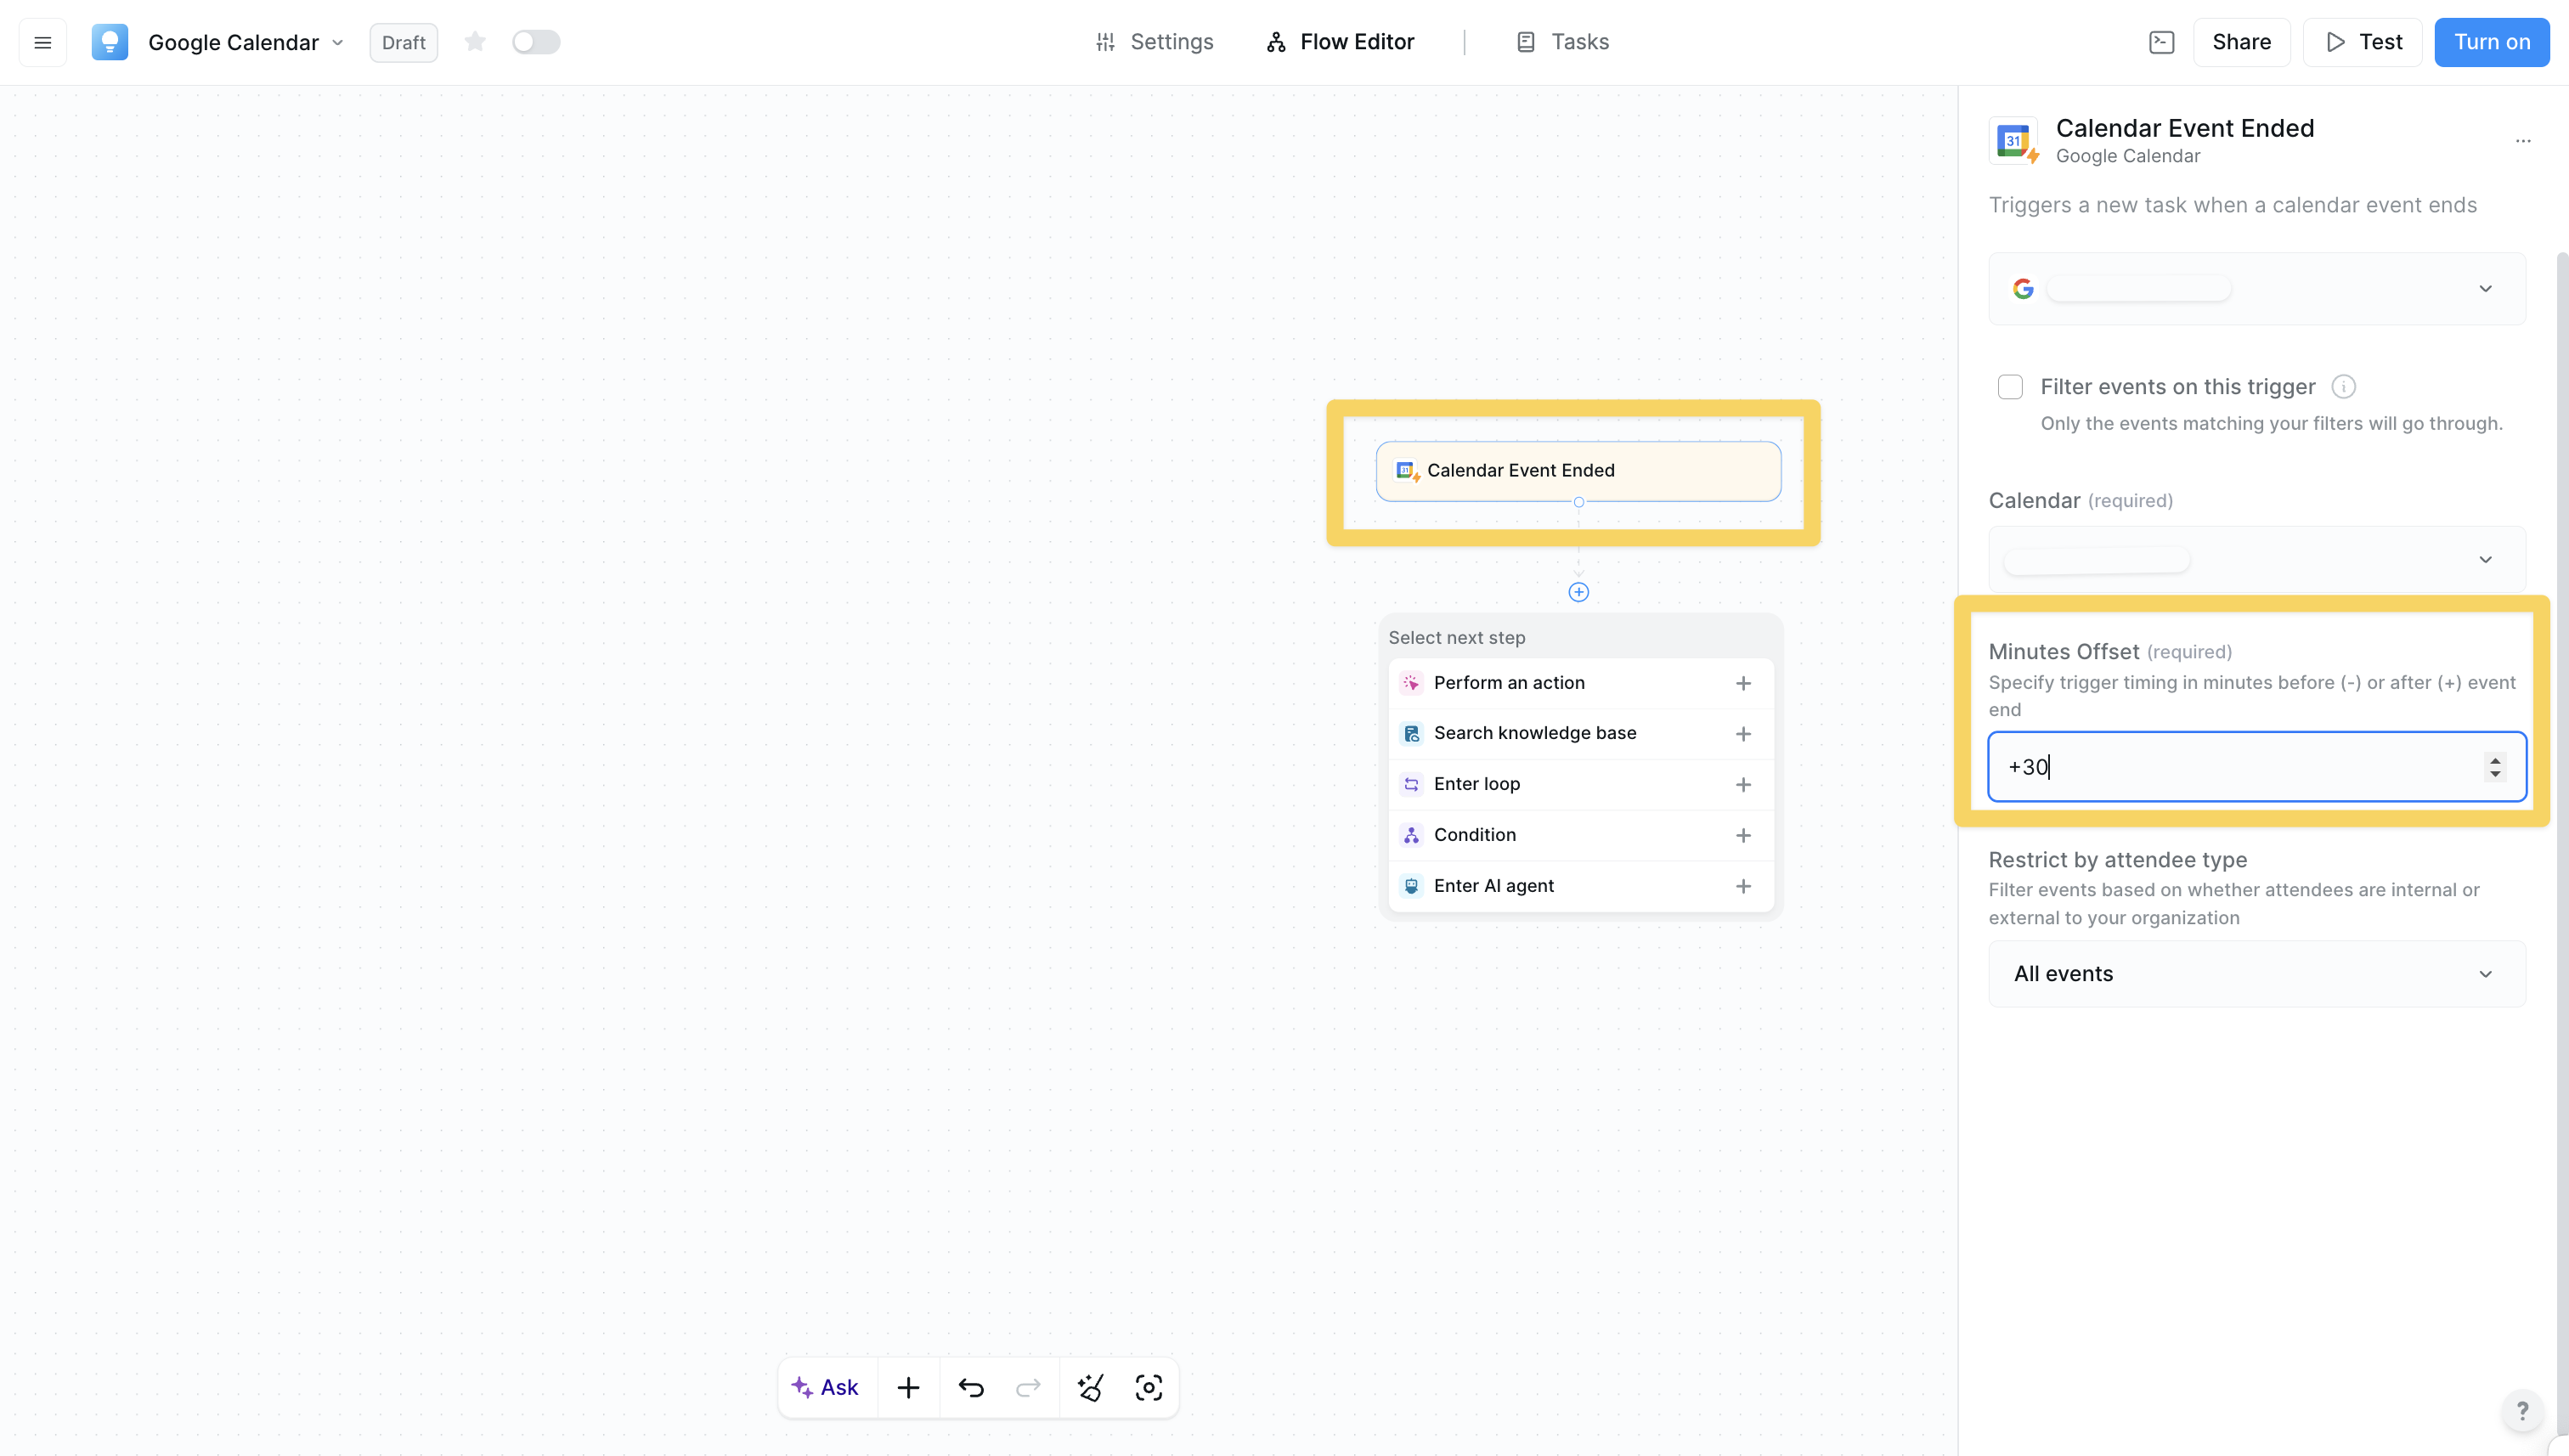 Google Calendar
Draft
Settings
Flow Editor
Tasks
Share
Test
Turn on
31
Calendar Event Ended
Select next step
Perform an action
Search knowledge base
Enter loop
Condition
Enter AI agent
Ask
31
Calendar Event Ended
Google Calendar
Triggers a new task when a calendar event ends
Filter events on this trigger
Only the events matching your filters will go through.
Calendar (required)
Minutes Offset (required)
Specify trigger timing in minutes before (-) or after (+) event
end
+30
Restrict by attendee type
Filter events based on whether attendees are internal or
external to your organization
All events
?